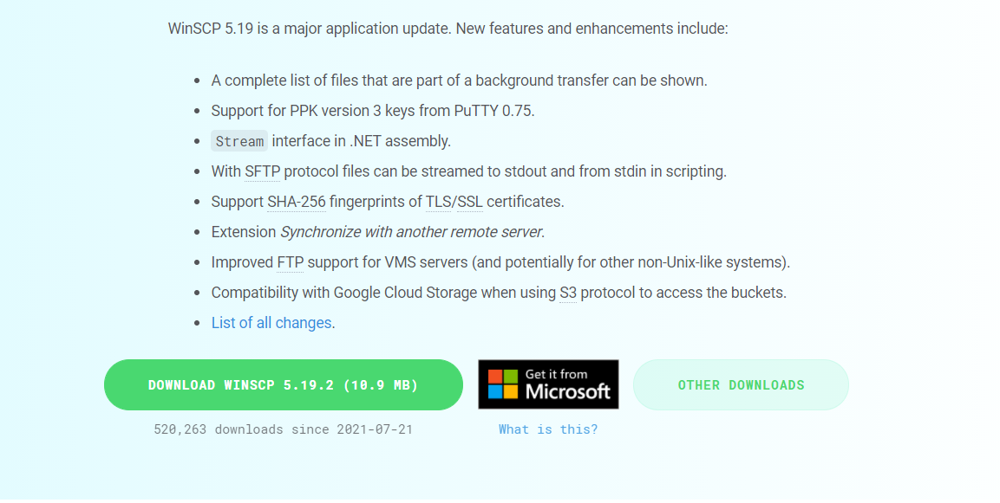 WinSCP 5.19 is a major application update. New features and enhancements include:
A complete list of files that are part of a background transfer can be shown.
Support for PPK version 3 keys from PuTTY 0.75.
Stream interface in .NET assembly.
With SFTP protocol files can be streamed to stdout and from stdin in scripting.
Support SHA-256 fingerprints of TLS/SSL certificates.
Extension Synchronize with another remote server.
Improved FTP support for VMS servers (and potentially for other non-Unix-like systems).
Compatibility with Google Cloud Storage when using S3 protocol to access the buckets.
List of all changes.
DOWNLOAD WINSCP 5.19.2 (10.9 MB)
520,263 downloads since 2021-07-21
Get it from
Microsoft
What is this?
OTHER DOWNLOADS